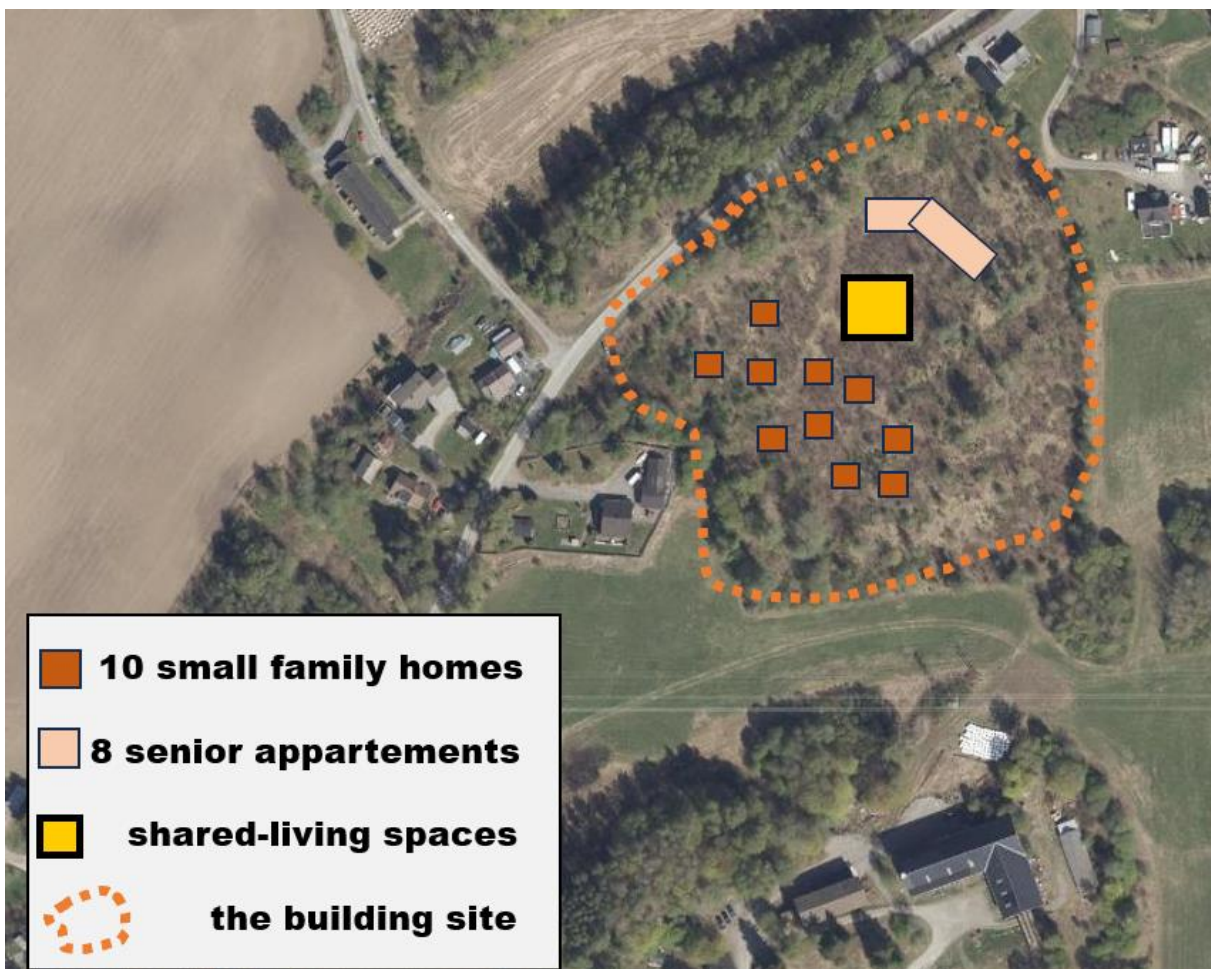 10 small family homes
8 senior appartements
shared-living spaces
the building site